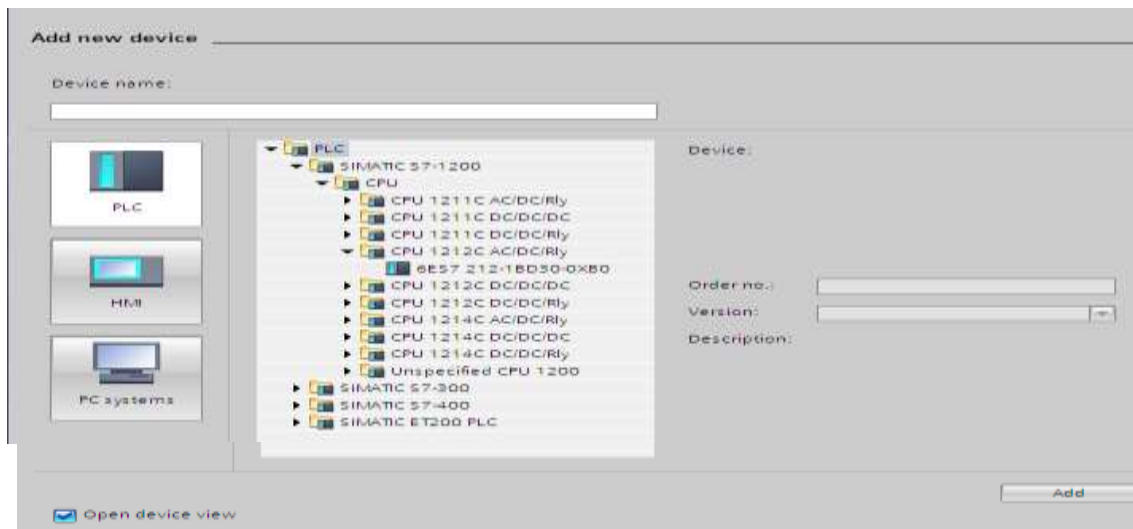 Add new device
Device name:
PLC
HMI
PC systems
PLC
SIMATIC S7-1200
CPU
CPU 1211C AC/DC/Rly
CPU 1211C DC/DC/DC
CPU 1211C DC/DC/Rly
CPU 1212C AC/DC/Rly
6ES7 212-1BD30-0XB0
CPU 1212C DC/DC/DC
CPU 1212C DC/DC/Rly
CPU 1214C AC/DC/Rly
CPU 1214C DC/DC/DC
CPU 1214C DC/DC/Rly
Unspecified CPU 1200
SIMATIC S7-300
SIMATIC S7-400
SIMATIC ET200 PLC
Device:
Order no.:
Version:
Description:
Add
Open device view